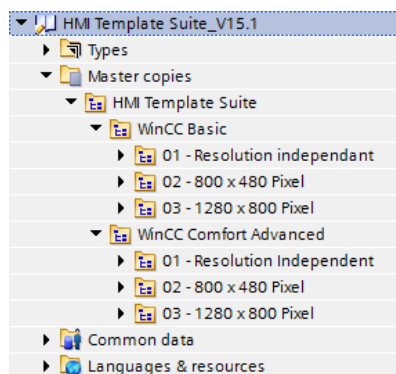 HMI Template Suite_V15.1
Types
Master copies
HMI Template Suite
WinCC Basic
01 - Resolution independant
02 - 800 x 480 Pixel
03 - 1280 x 800 Pixel
WinCC Comfort Advanced
01 - Resolution Independent
02 - 800 x 480 Pixel
03 - 1280 x 800 Pixel
Common data
Languages & resources